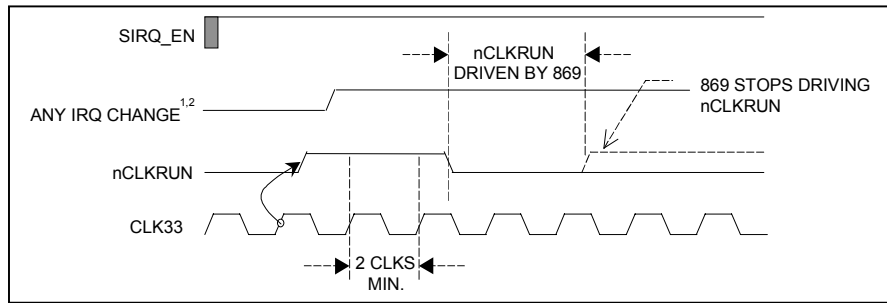 SIRQ_EN
nCLKRUN
DRIVEN BY 869
869 STOPS DRIVING
nCLKRUN
ANY IRQ CHANGE1,2
nCLKRUN
CLK33
2 CLKS
MIN.